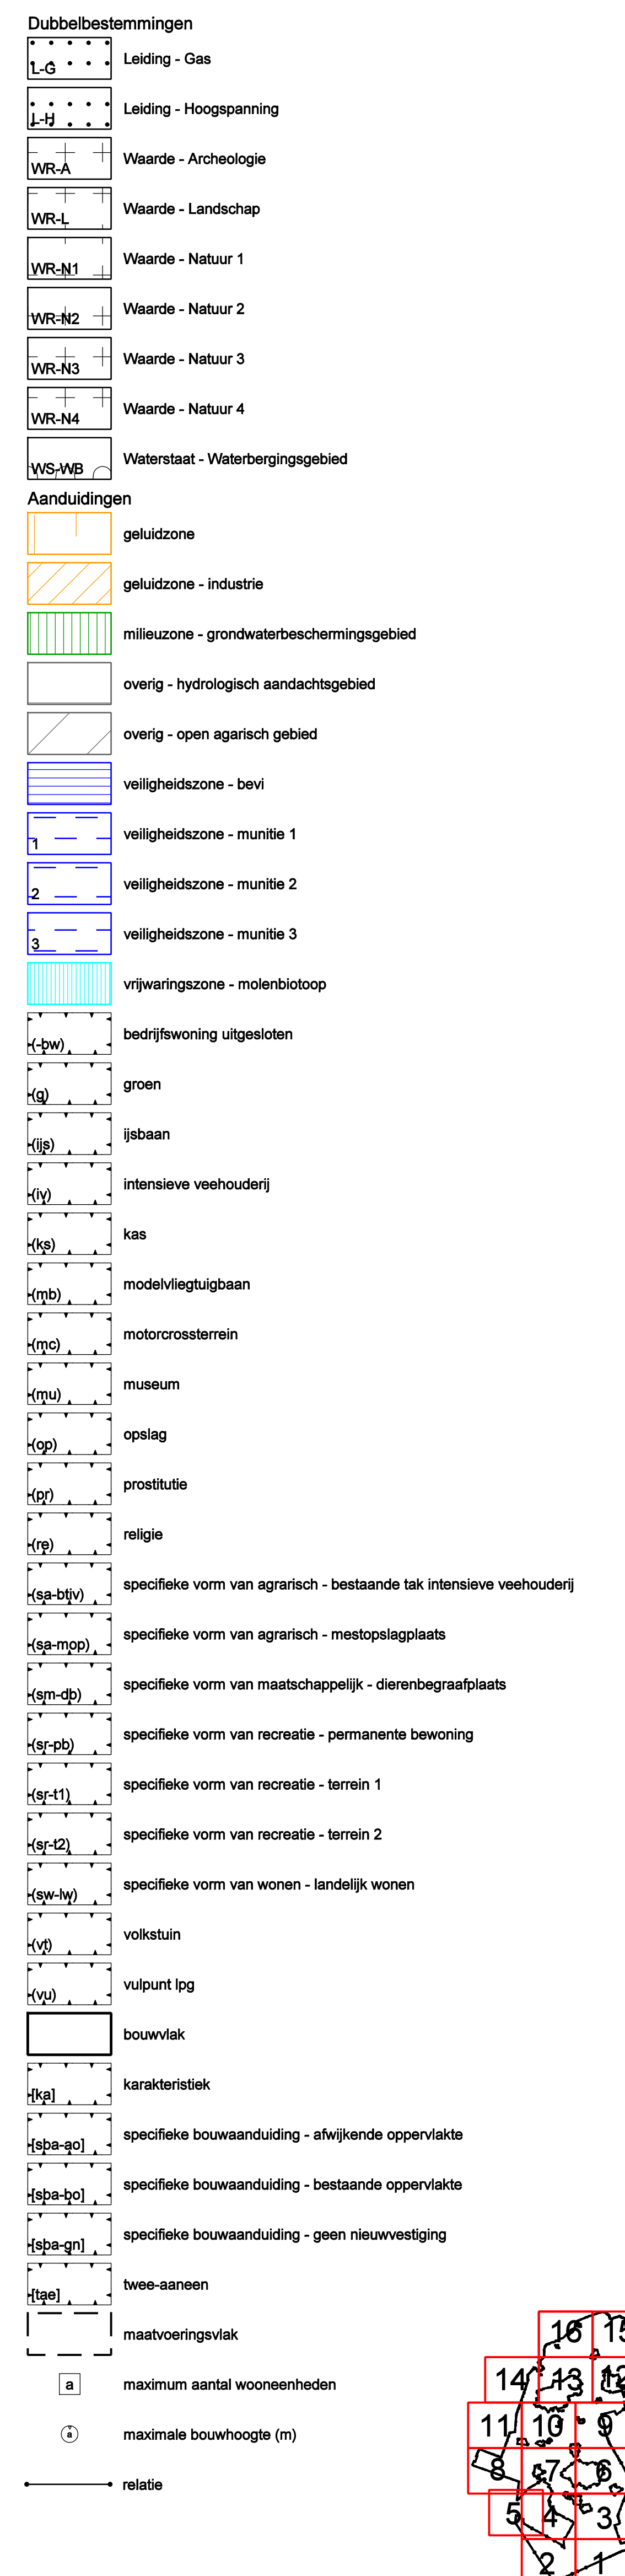 Dubbelbestemmingen
L-G Leiding - Gas
L-H Leiding - Hoogspanning
WR-A Waarde - Archeologie
WR-L Waarde - Landschap
WR-N1 Waarde - Natuur 1
WR-N2 Waarde - Natuur 2
WR-N3 Waarde - Natuur 3
WR-N4 Waarde - Natuur 4
WS-WB Waterstaat - Waterbergingsgebied
Aanduidingen
geluidzone
geluidzone - industrie
milieuzone - grondwaterbeschermingsgebied
overig - hydrologisch aandachtsgebied
overig - open agarisch gebied
veiligheidszone - bevi
1 veiligheidszone - munitie 1
2 veiligheidszone - munitie 2
3 veiligheidszone - munitie 3
vrijwaringszone - molenbiotoop
(-bw) bedrijfswoning uitgesloten
(g) groen
(ijs) ijsbaan
(iv) intensieve veehouderij
(ks) kas
(mb) modelvliegtuigbaan
(mc) motorcrossterrein
(mu) museum
(op) opslag
(pr) prostitutie
(re) religie
(sa-btiv) specifieke vorm van agrarisch - bestaande tak intensieve veehouderij
(sa-mop) specifieke vorm van agrarisch - mestopslagplaats
(sm-db) specifieke vorm van maatschappelijk - dierenbegraafplaats
(sr-pb) specifieke vorm van recreatie - permanente bewoning
(sr-t1) specifieke vorm van recreatie - terrein 1
(sr-t2) specifieke vorm van recreatie - terrein 2
(sw-lw) specifieke vorm van wonen - landelijk wonen
(vt) volkstuin
(vu) vulpunt lpg
bouwvlak
[ka] karakteristiek
[sba-ao] specifieke bouwaanduiding - afwijkende oppervlakte
[sba-bo] specifieke bouwaanduiding - bestaande oppervlakte
[sba-gn] specifieke bouwaanduiding - geen nieuwvestiging
[tae] twee-aaneen
maatvoeringsvlak
a maximum aantal wooneenheden
a maximale bouwhoogte (m)
relatie
16 15
14 13 12
11 10 9
8 7 6
5 4 3
2 1